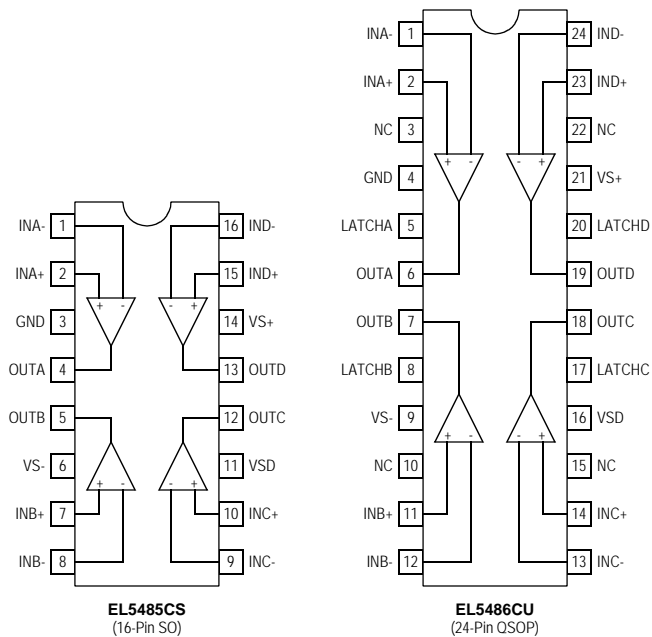 INA- 1
16 IND-
INA+ 2
15 IND+
+ -
- +
GND 3
14 VS+
OUTA 4
13 OUTD
OUTB 5
12 OUTC
VS- 6
11 VSD
+ -
- +
INB+ 7
10 INC+
INB- 8
9 INC-
EL5485CS
(16-Pin SO)
INA- 1
24 IND-
INA+ 2
23 IND+
NC 3
22 NC
+ -
- +
GND 4
21 VS+
LATCHA 5
20 LATCHD
OUTA 6
19 OUTD
OUTB 7
18 OUTC
LATCHB 8
17 LATCHC
VS- 9
16 VSD
+ -
- +
NC 10
15 NC
INB+ 11
14 INC+
INB- 12
13 INC-
EL5486CU
(24-Pin QSOP)